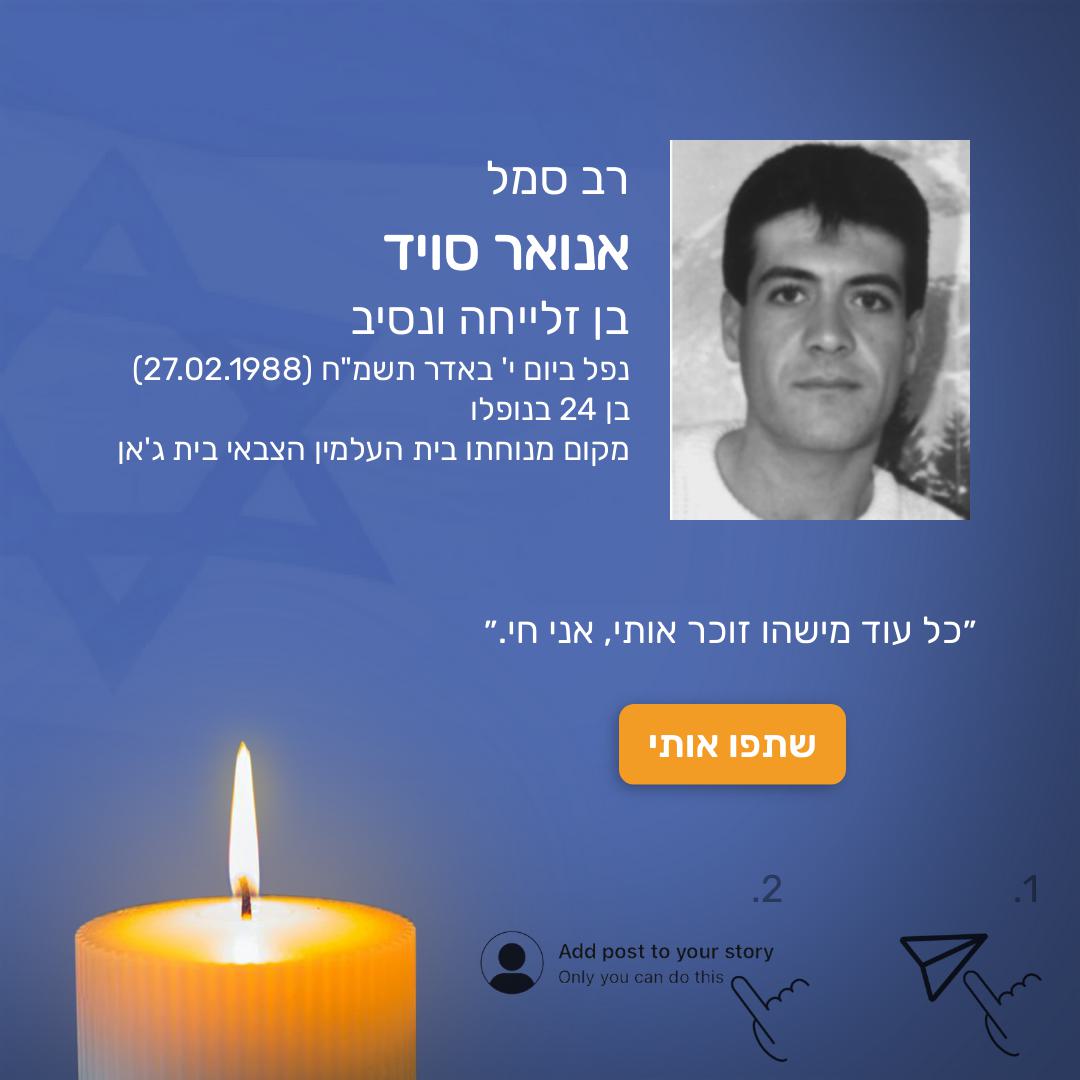 רב סמל
אנואר סויד
בן זלייחה ונסיב
נפל ביום י' באדר תשמ"ח (27.02.1988)
בן 24 בנופלו
מקום מנוחתו בית העלמין הצבאי בית ג'אן
״כל עוד מישהו זוכר אותי, אני חי.״
שתפו אותי
.1
.2
Add post to your story
Only you can do this